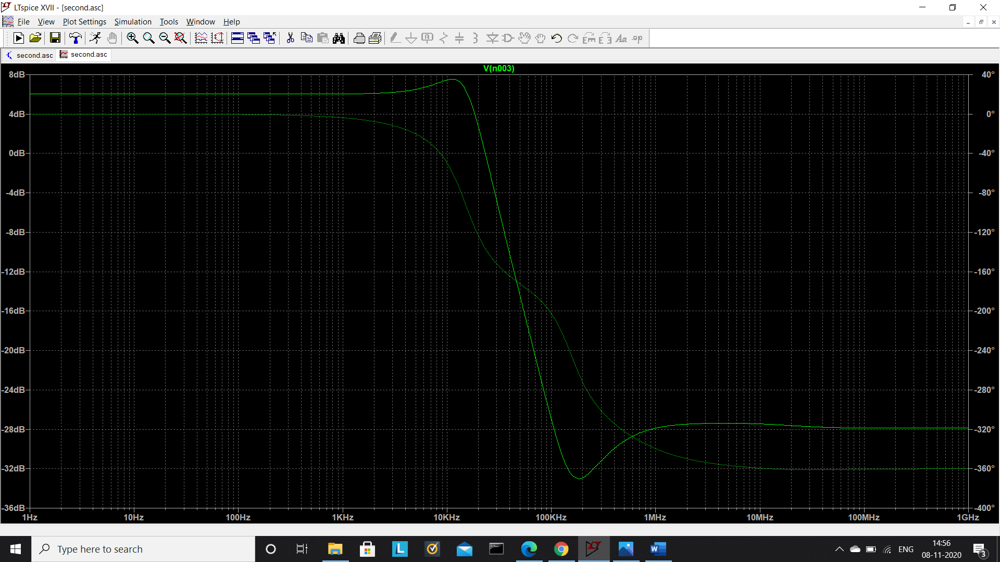 LTspice XVII - [second.asc]
File View Plot Settings Simulation Tools Window Help
second.asc second.asc
V(n003)
8dB 40°
4dB 0°
0dB -40°
-4dB -80°
-8dB -120°
-12dB -160°
-16dB -200°
-20dB -240°
-24dB -280°
-28dB -320°
-32dB -360°
-36dB -400°
1Hz 10Hz 100Hz 1KHz 10KHz 100KHz 1MHz 10MHz 100MHz 1GHz
Type here to search
ENG
14:56
08-11-2020
3